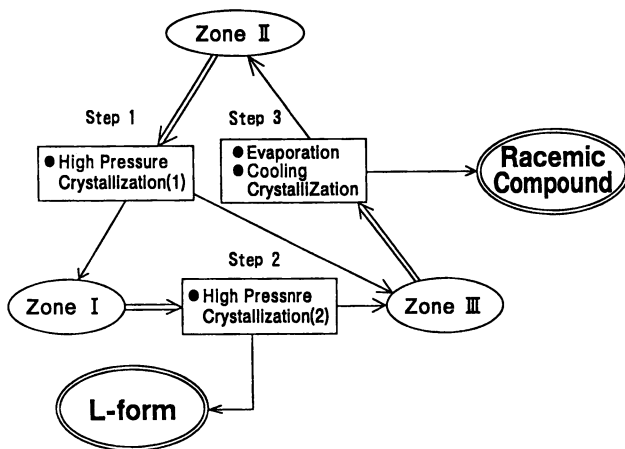 Zone Ⅱ
Step 1
Step 3
● High Pressure
Crystallization(1)
● Evaporation
● Cooling
CrystalliZation
Racemic
Compound
Step 2
Zone Ⅰ
● High Pressnre
Crystallization(2)
Zone Ⅲ
L-form